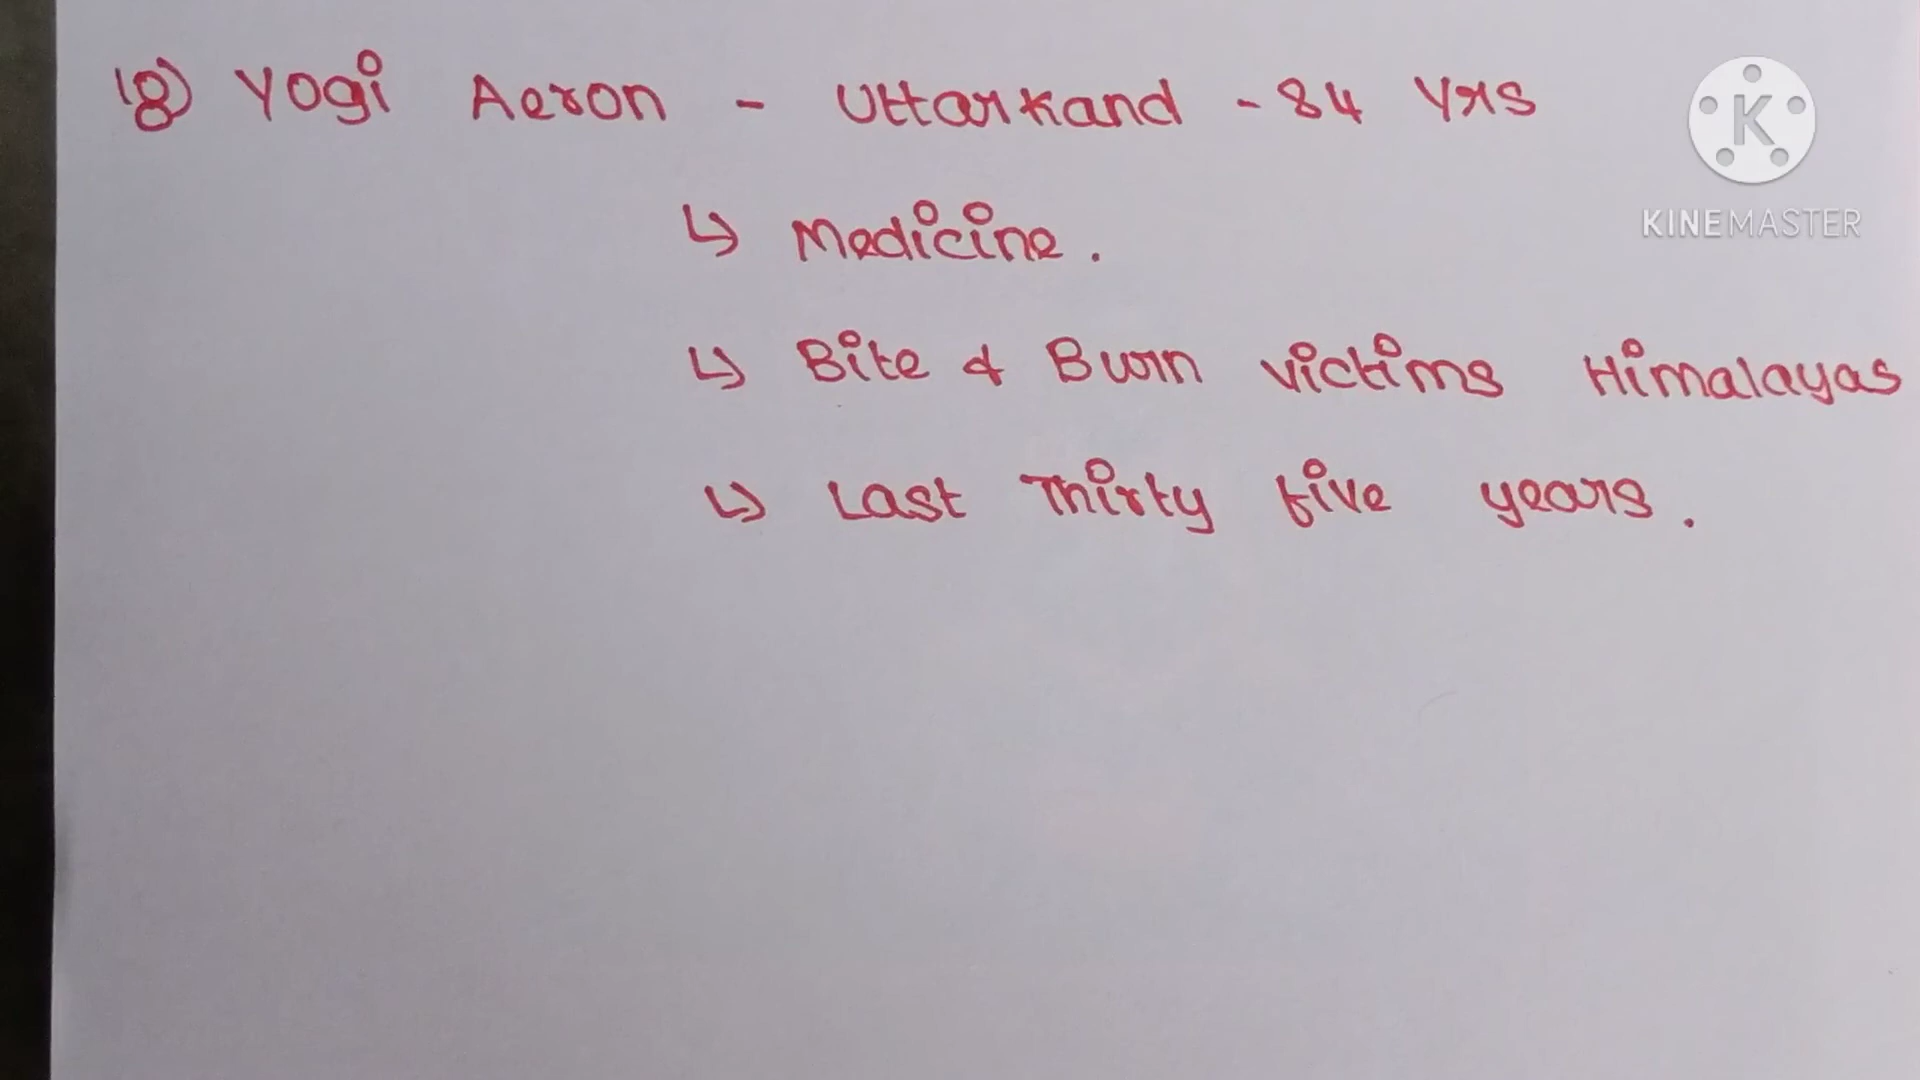 18) Yogi Aeron - Uttarkand - 84 Yrs
K
KINEMASTER
↳ Medicine.
↳ Bite & Burn victims Himalayas
↳ Last Thirty five years.